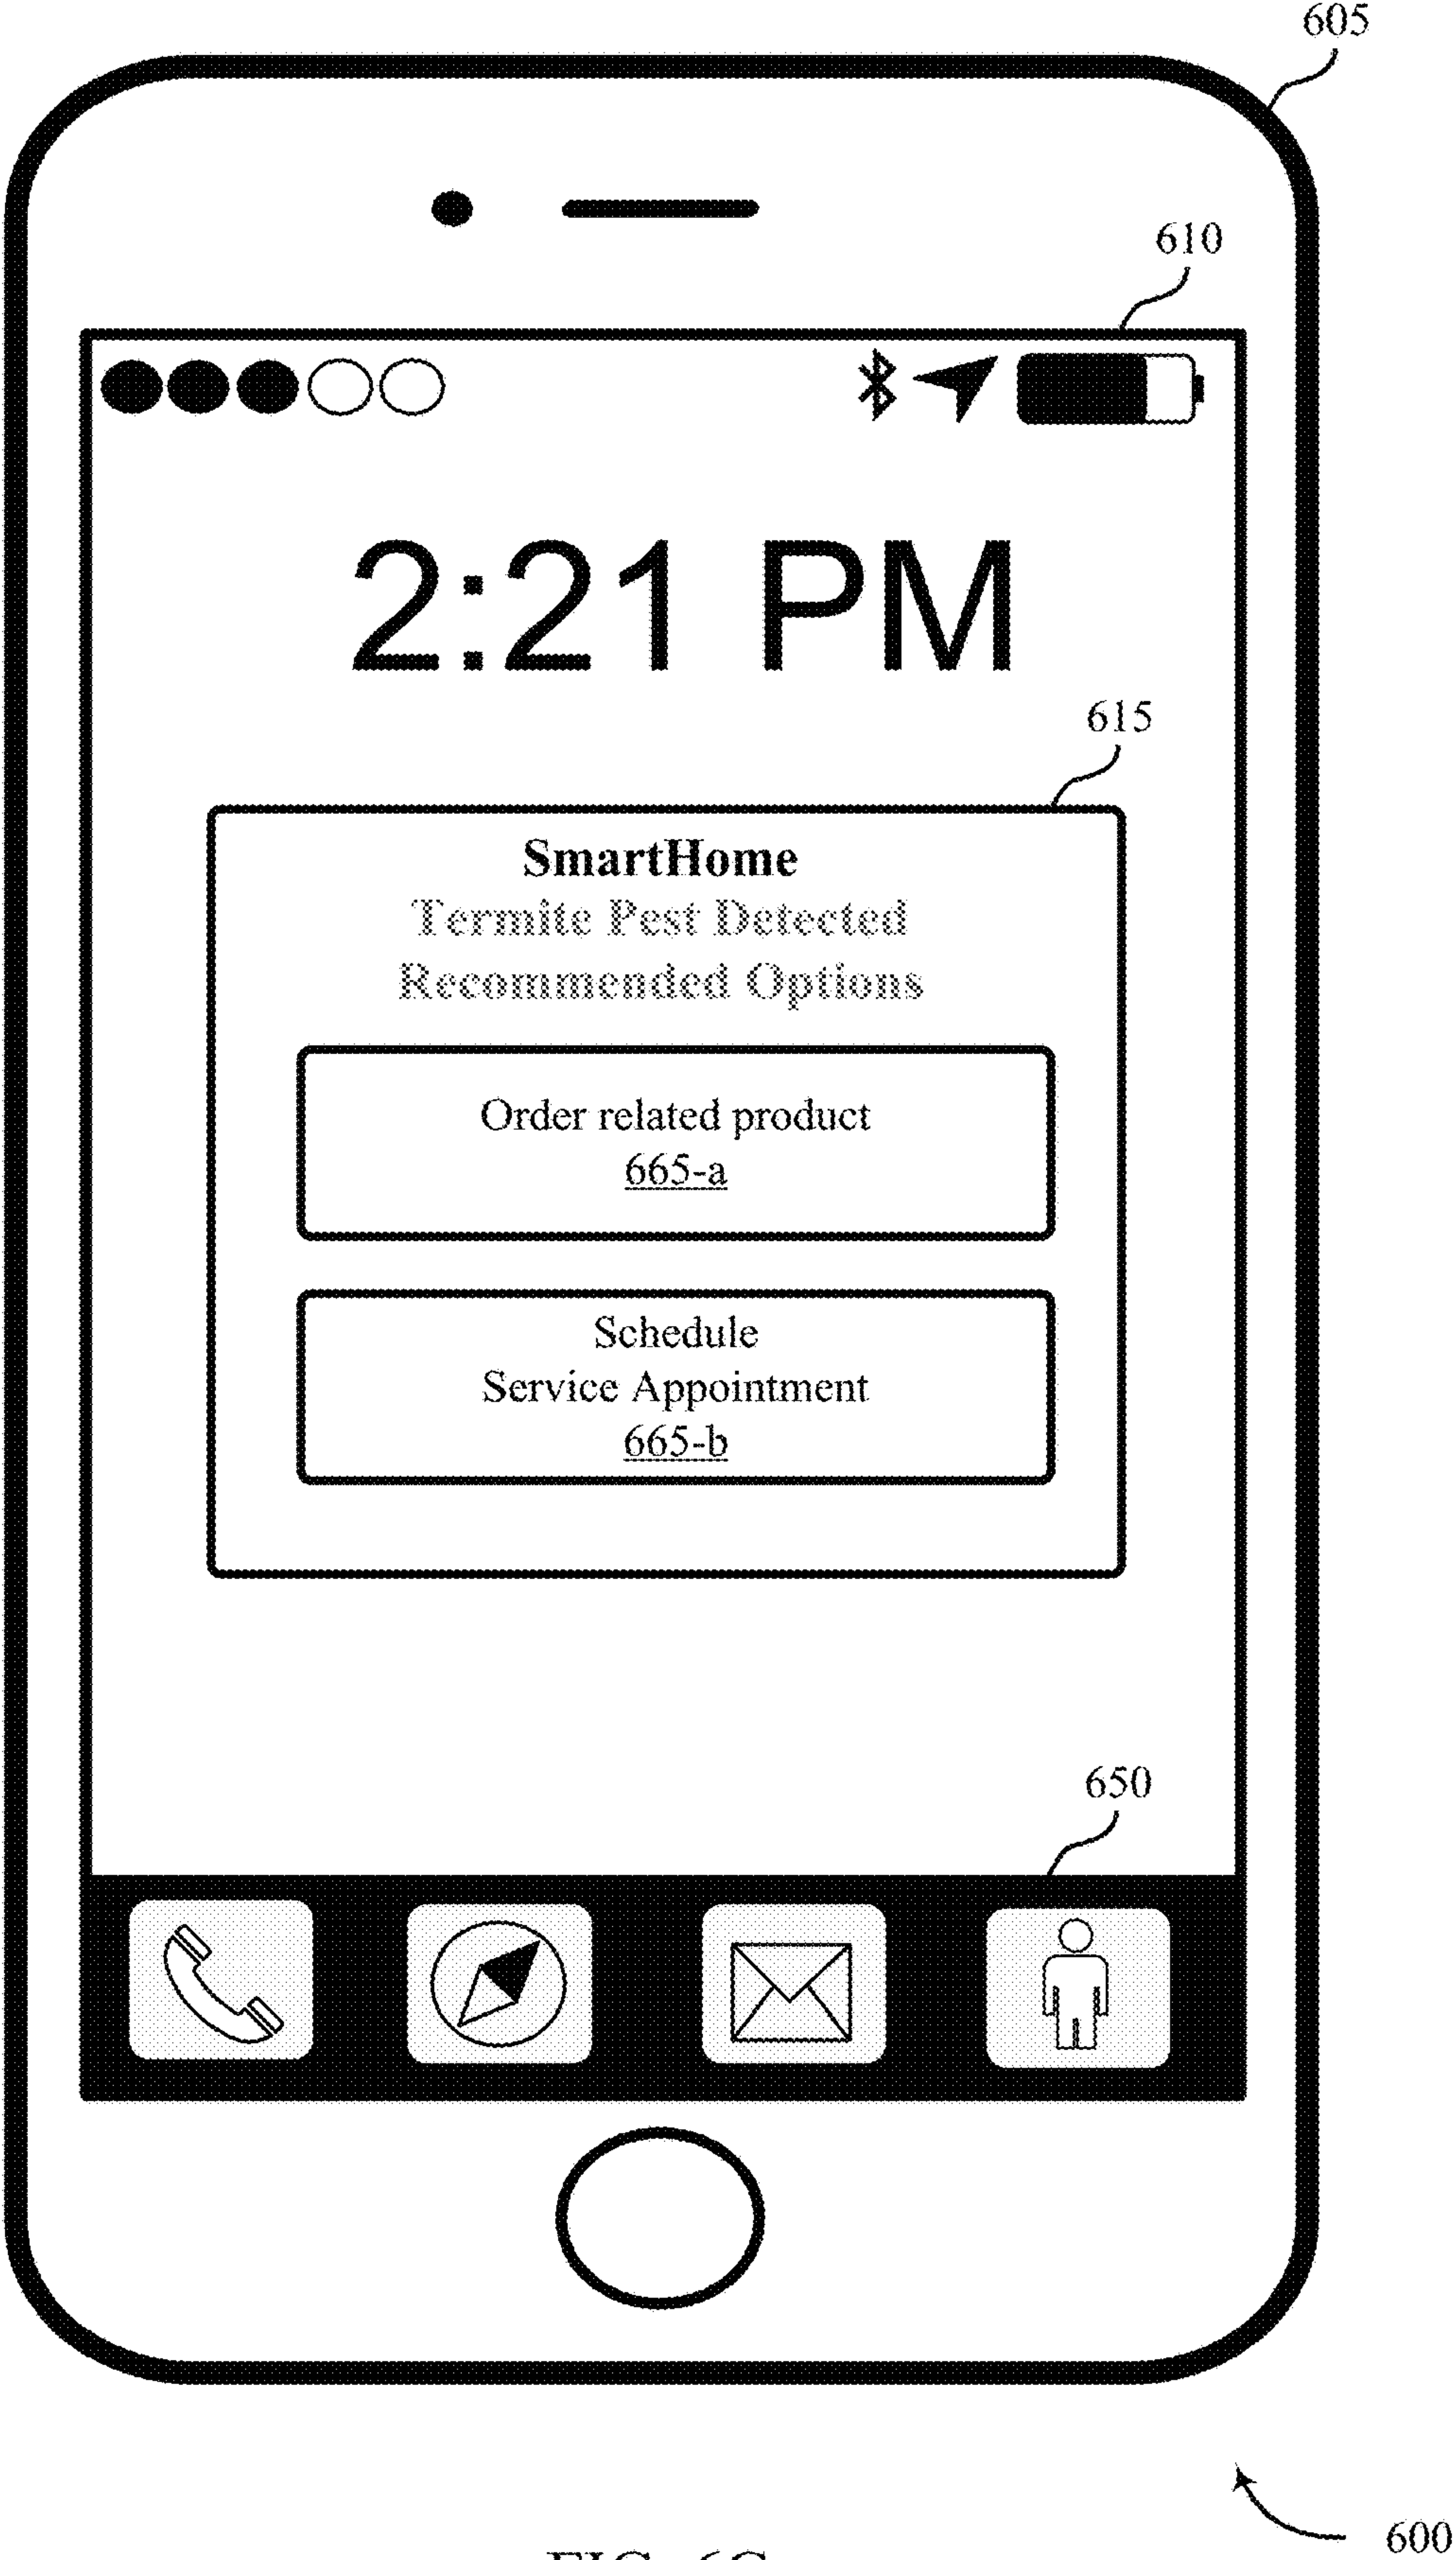 605
610
2:21 PM
615
SmartHome
Termite Pest Detected
Recommended Options
Order related product
665-a
Schedule
Service Appointment
665-b
650
600